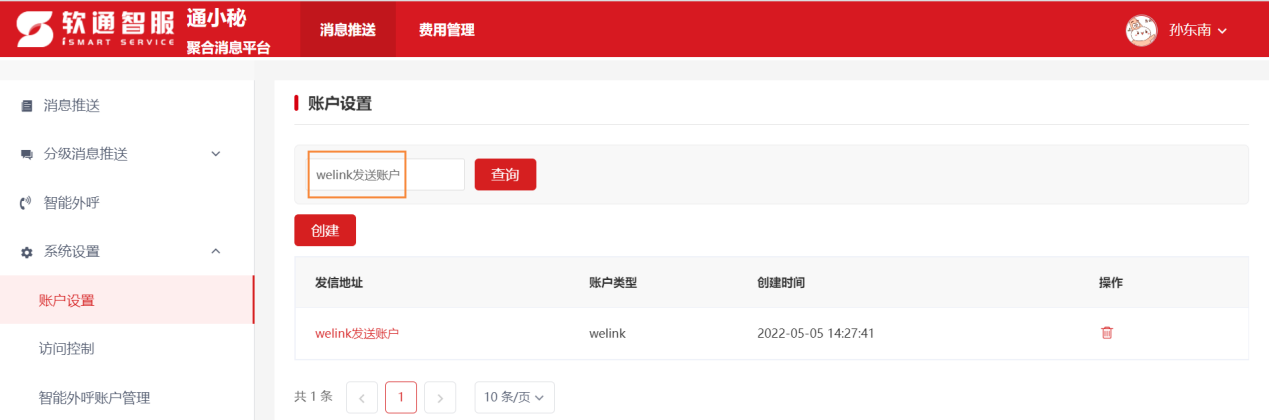 软通智服 通小秘
iSMART SERVICE 聚合消息平台
消息推送 费用管理 孙东南
消息推送
分级消息推送
智能外呼
系统设置
账户设置
访问控制
智能外呼账户管理
账户设置
welink发送账户 查询
创建
发信地址 账户类型 创建时间 操作
welink发送账户 welink 2022-05-05 14:27:41
共 1 条 < 1 > 10 条/页